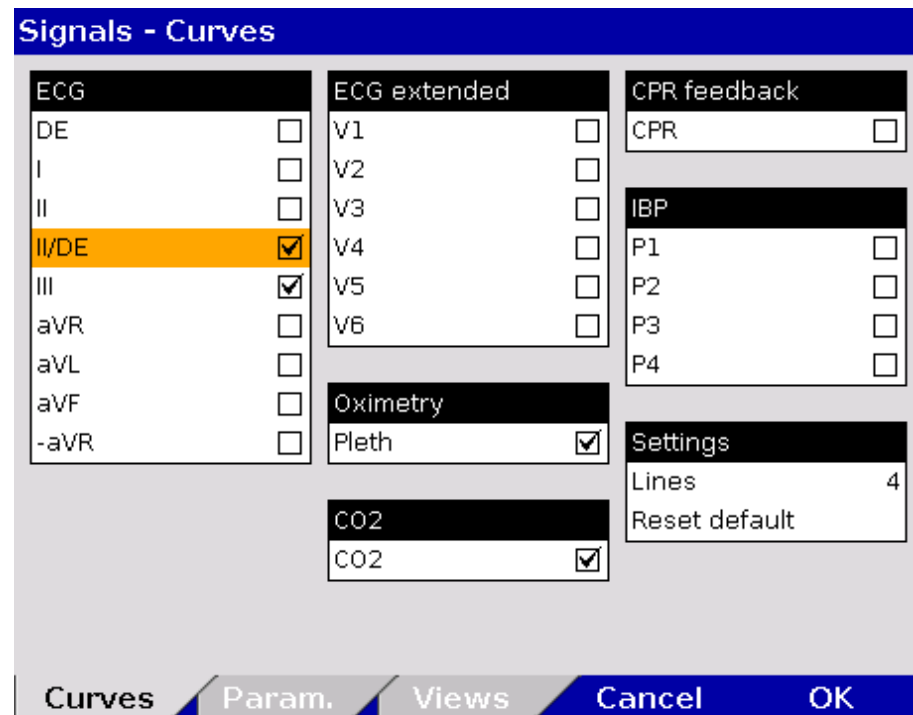 Signals - Curves
ECG
DE
I
II
II/DE
III
aVR
aVL
aVF
-aVR
ECG extended
V1
V2
V3
V4
V5
V6
Oximetry
Pleth
CO2
CO2
CPR feedback
CPR
IBP
P1
P2
P3
P4
Settings
Lines 4
Reset default
Curves Param. Views Cancel OK